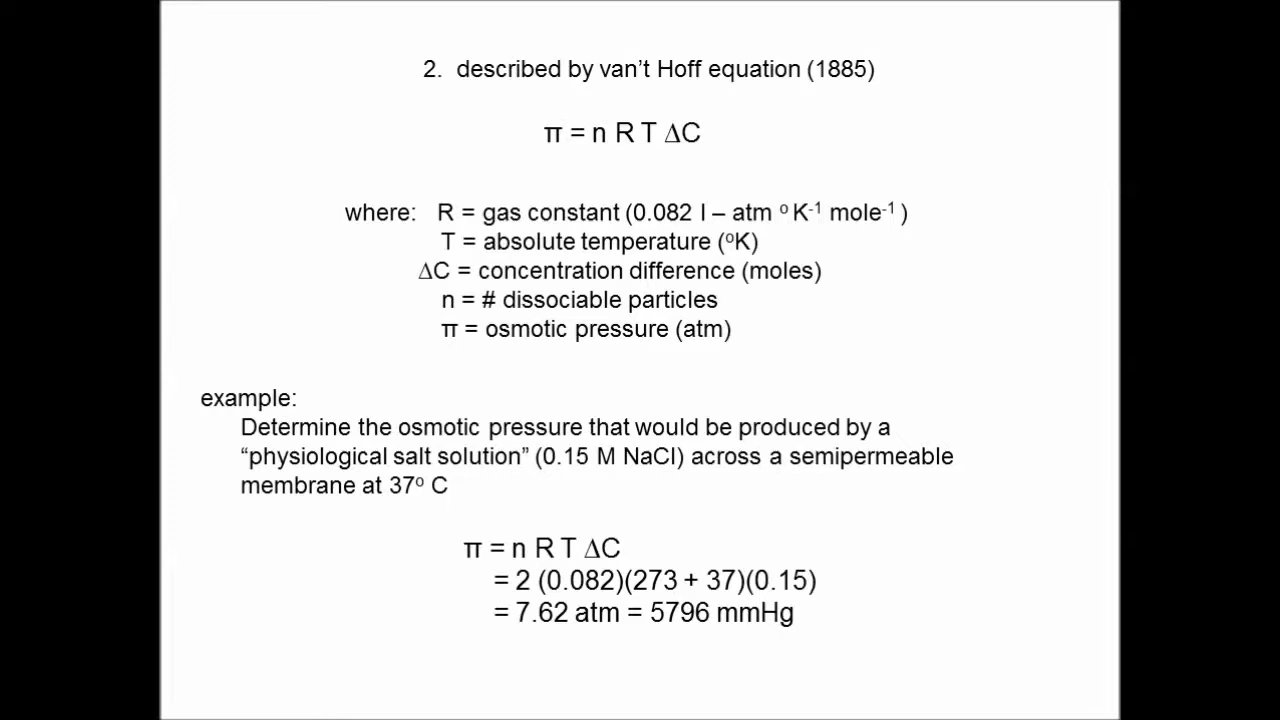 2. described by van’t Hoff equation (1885)
π = n R T ∆C
where: R = gas constant (0.082 l – atm º K⁻¹ mole⁻¹ )
T = absolute temperature (ºK)
∆C = concentration difference (moles)
n = # dissociable particles
π = osmotic pressure (atm)
example:
Determine the osmotic pressure that would be produced by a
“physiological salt solution” (0.15 M NaCl) across a semipermeable
membrane at 37º C
π = n R T ∆C
= 2 (0.082)(273 + 37)(0.15)
= 7.62 atm = 5796 mmHg